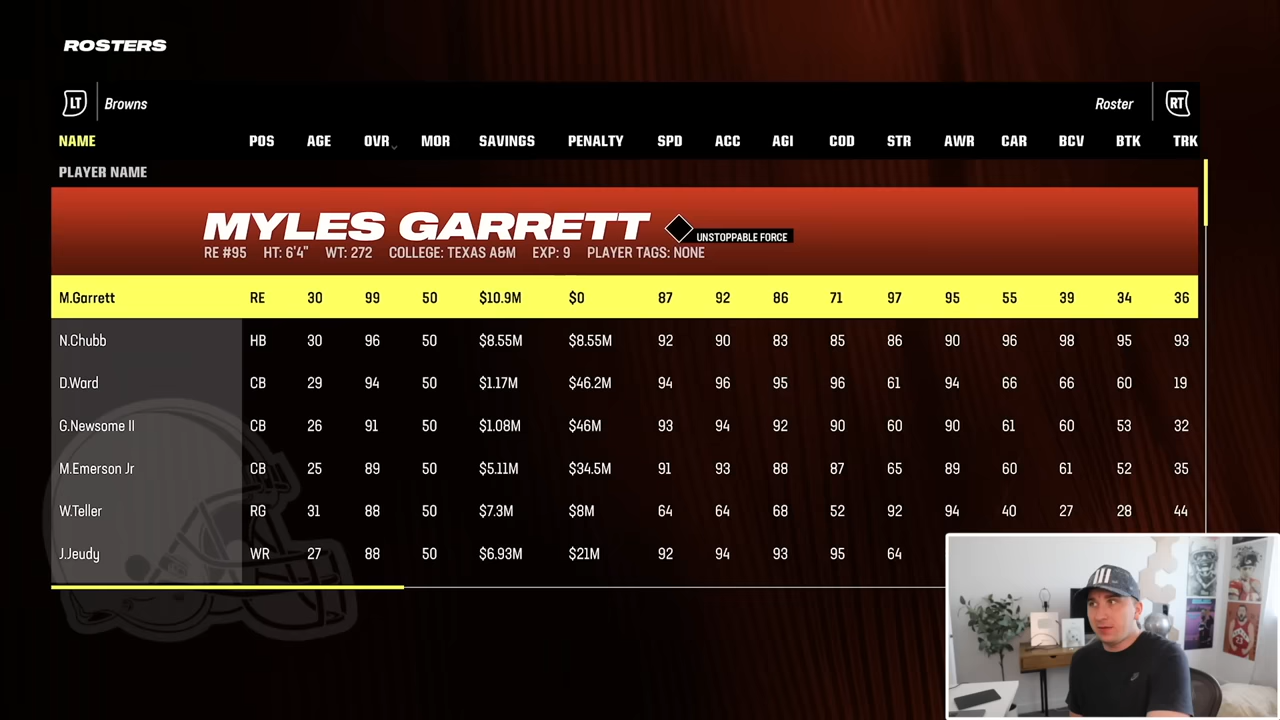 ROSTERS
LT Browns Roster RT
NAME POS AGE OVR MOR SAVINGS PENALTY SPD ACC AGI COD STR AWR CAR BCV BTK TRK
PLAYER NAME
MYLES GARRETT UNSTOPPABLE FORCE
RE #95 HT: 6'4" WT: 272 COLLEGE: TEXAS A&M EXP: 9 PLAYER TAGS: NONE
M.Garrett RE 30 99 50 $10.9M $0 87 92 86 71 97 95 55 39 34 36
N.Chubb HB 30 96 50 $8.55M $8.55M 92 90 83 85 86 90 96 98 95 93
D.Ward CB 29 94 50 $1.17M $46.2M 94 96 95 96 61 94 66 66 60 19
G.Newsome II CB 26 91 50 $1.08M $46M 93 94 92 90 60 90 61 60 53 32
M.Emerson Jr CB 25 89 50 $5.11M $34.5M 91 93 88 87 65 89 60 61 52 35
W.Teller RG 31 88 50 $7.3M $8M 64 64 68 52 92 94 40 27 28 44
J.Jeudy WR 27 88 50 $6.93M $21M 92 94 93 95 64